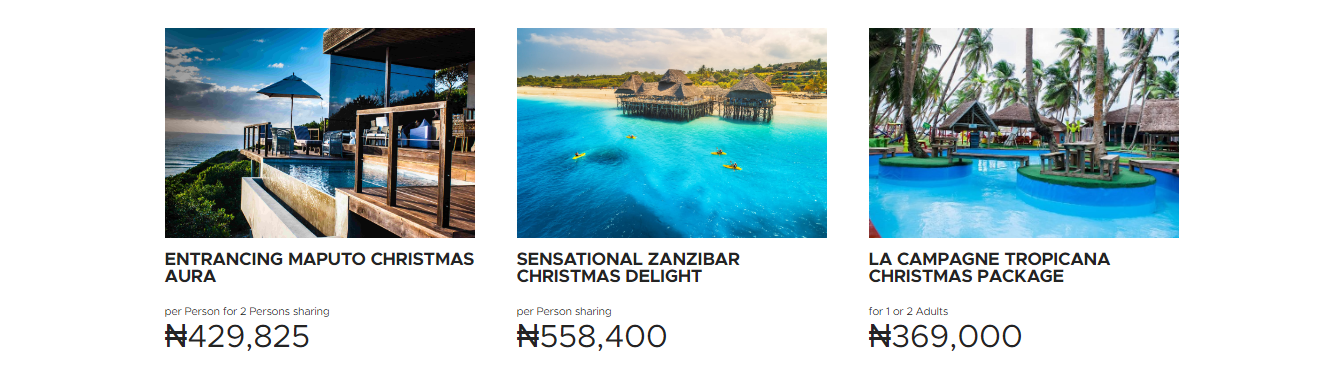 ENTRANCING MAPUTO CHRISTMAS
AURA
per Person for 2 Persons sharing
₦429,825
SENSATIONAL ZANZIBAR
CHRISTMAS DELIGHT
per Person sharing
₦558,400
LA CAMPAGNE TROPICANA
CHRISTMAS PACKAGE
for 1 or 2 Adults
₦369,000